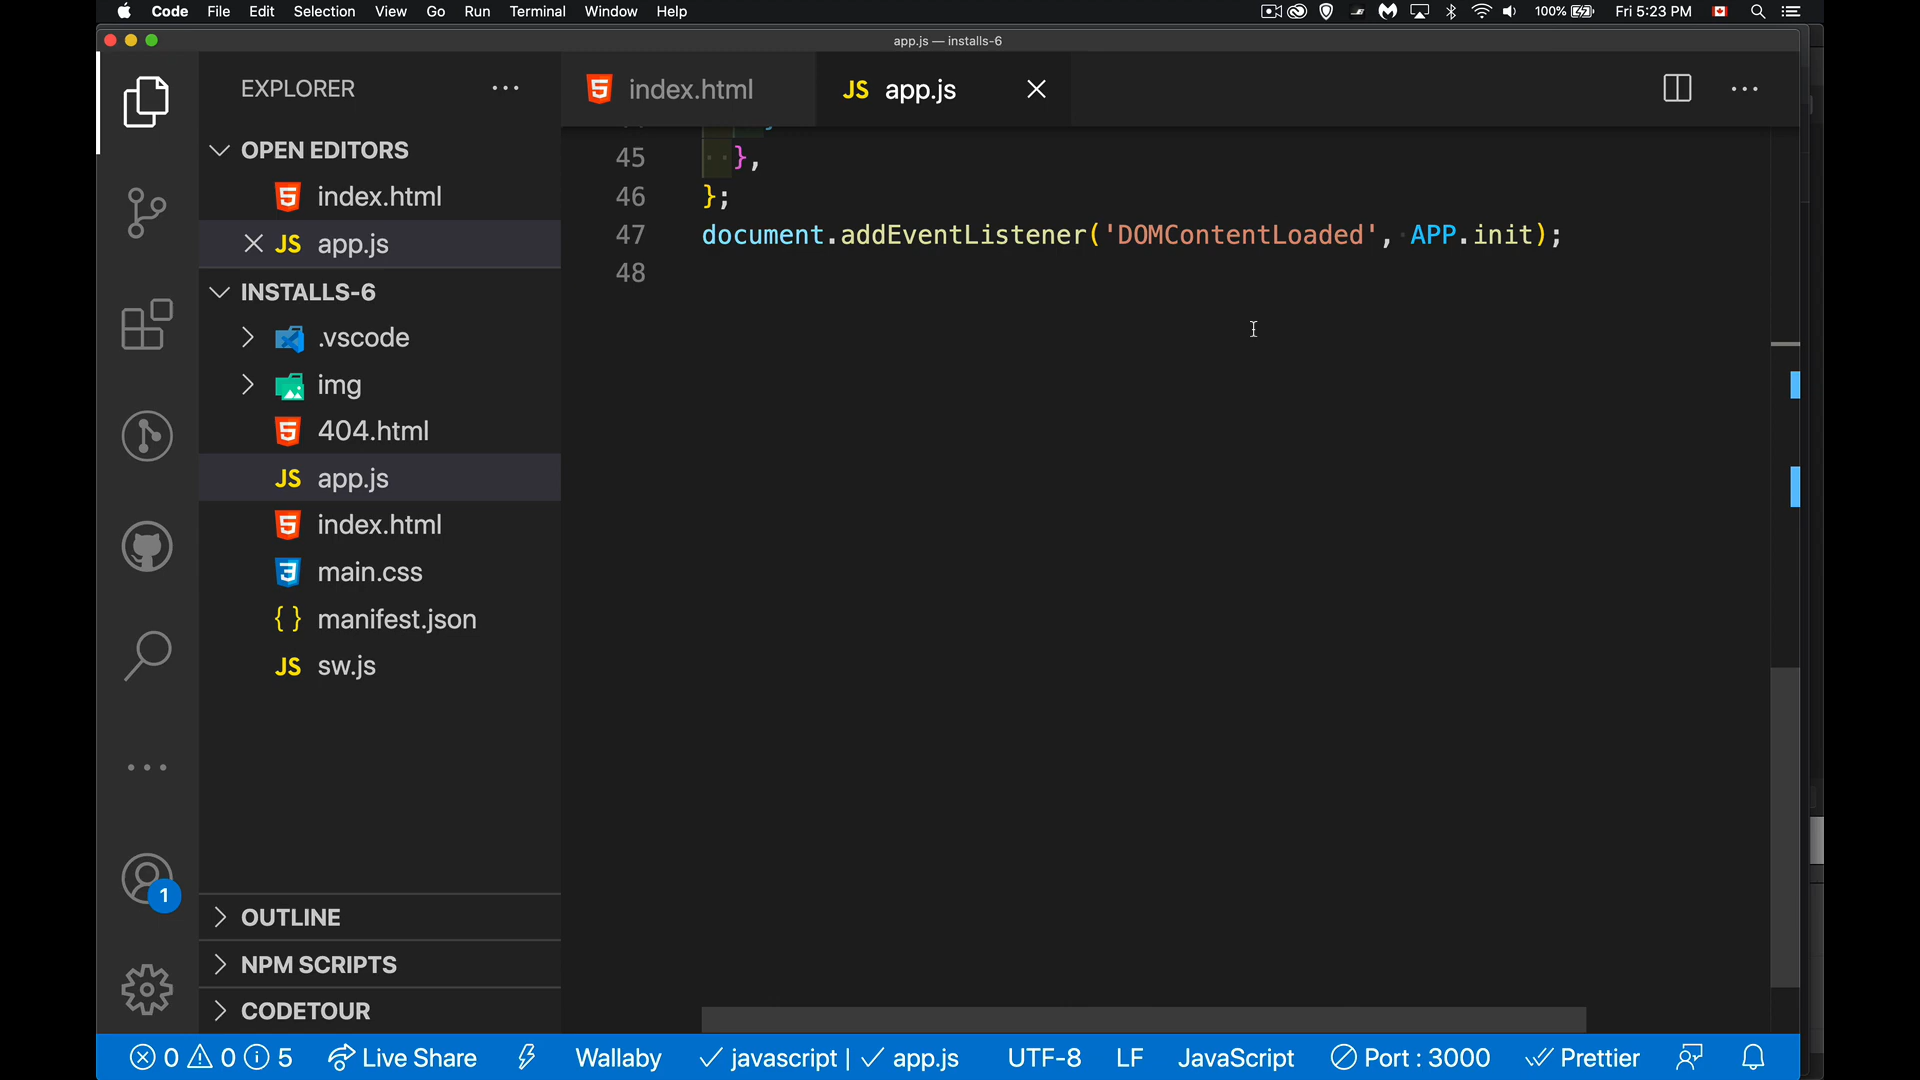 Code File Edit Selection View Go Run Terminal Window Help 100% Fri 5:23 PM
app.js — installs-6
EXPLORER ···
OPEN EDITORS
index.html
JS app.js
INSTALLS-6
.vscode
img
404.html
JS app.js
index.html
main.css
{ } manifest.json
JS sw.js
OUTLINE
NPM SCRIPTS
CODETOUR
1
index.html JS app.js
45 },
46 };
47 document.addEventListener('DOMContentLoaded', APP.init);
48
0 0 5 Live Share Wallaby javascript | app.js UTF-8 LF JavaScript Port : 3000 Prettier